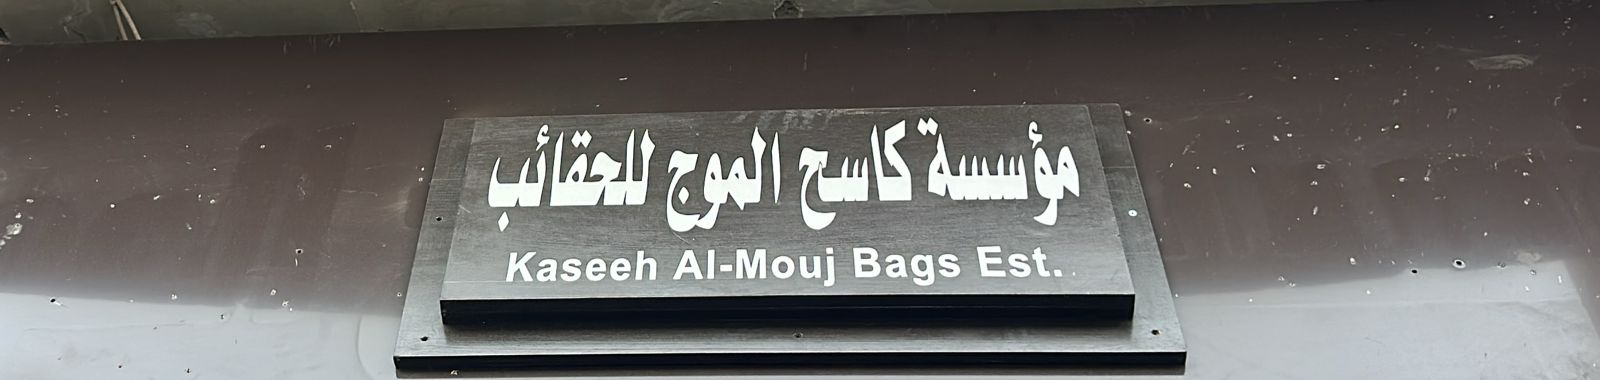 مؤسسة كاسح الموج للحقائب
Kaseeh Al-Mouj Bags Est.